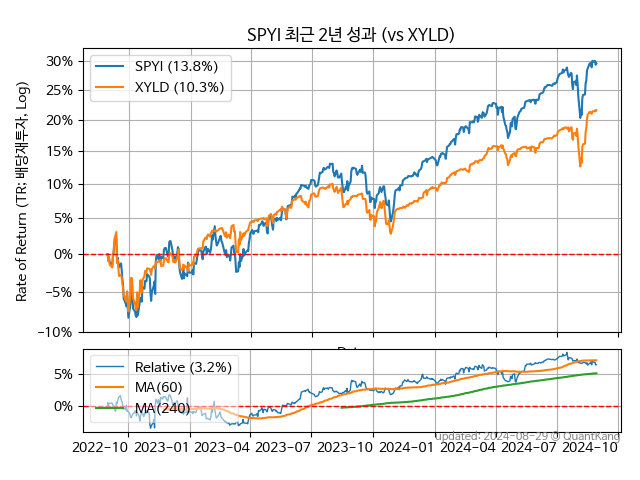 SPYI 최근 2년 성과 (vs XYLD)
SPYI (13.8%)
XYLD (10.3%)
Rate of Return (TR: 배당재투자, Log)
30%
25%
20%
15%
10%
5%
0%
−5%
−10%
Relative (3.2%)
MA(60)
MA(240)
5%
0%
updated: 2024-08-29 © QuantKang
2022-10 2023-01 2023-04 2023-07 2023-10 2024-01 2024-04 2024-07 2024-10